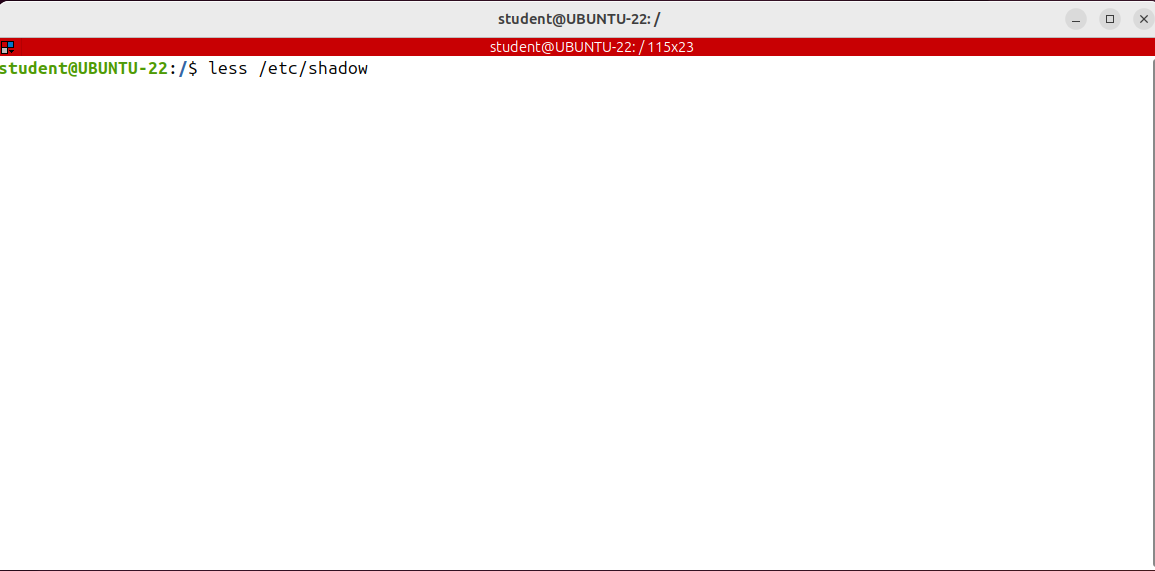 student@UBUNTU-22: /
student@UBUNTU-22: / 115x23
student@UBUNTU-22:/$ less /etc/shadow